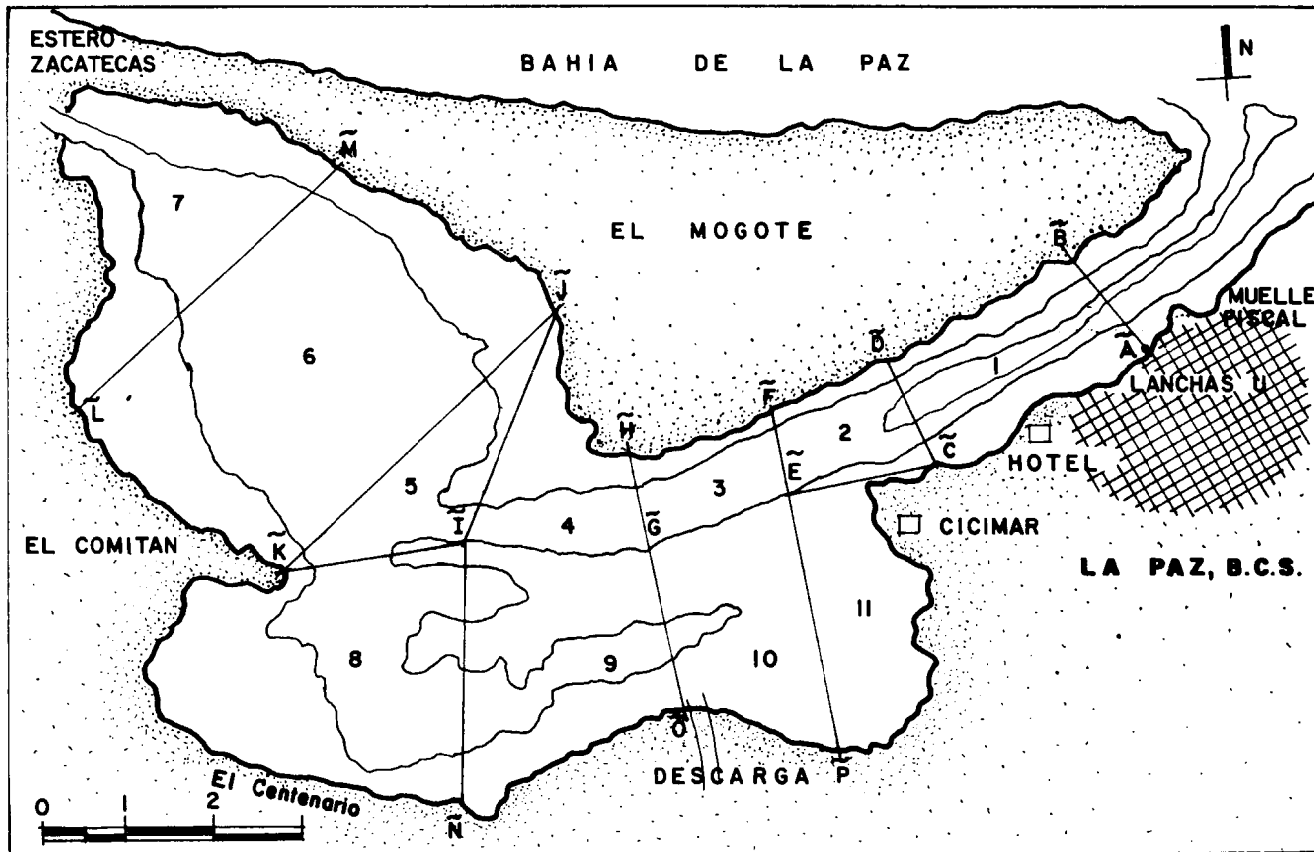 ESTERO
ZACATECAS
BAHIA DE LA PAZ
N
M̃
7
EL MOGOTE
B̃
J̃
MUELLE
FISCAL
6
D̃
1
Ã
LANCHAS U
L̃
F̃
H̃
2
C̃
HOTEL
Ẽ
5
3
Ĩ
4
G̃
CICIMAR
EL COMITAN
K̃
LA PAZ, B.C.S.
11
8
9
10
Õ
DESCARGA
P̃
El Centenario
0 1 2
Ñ